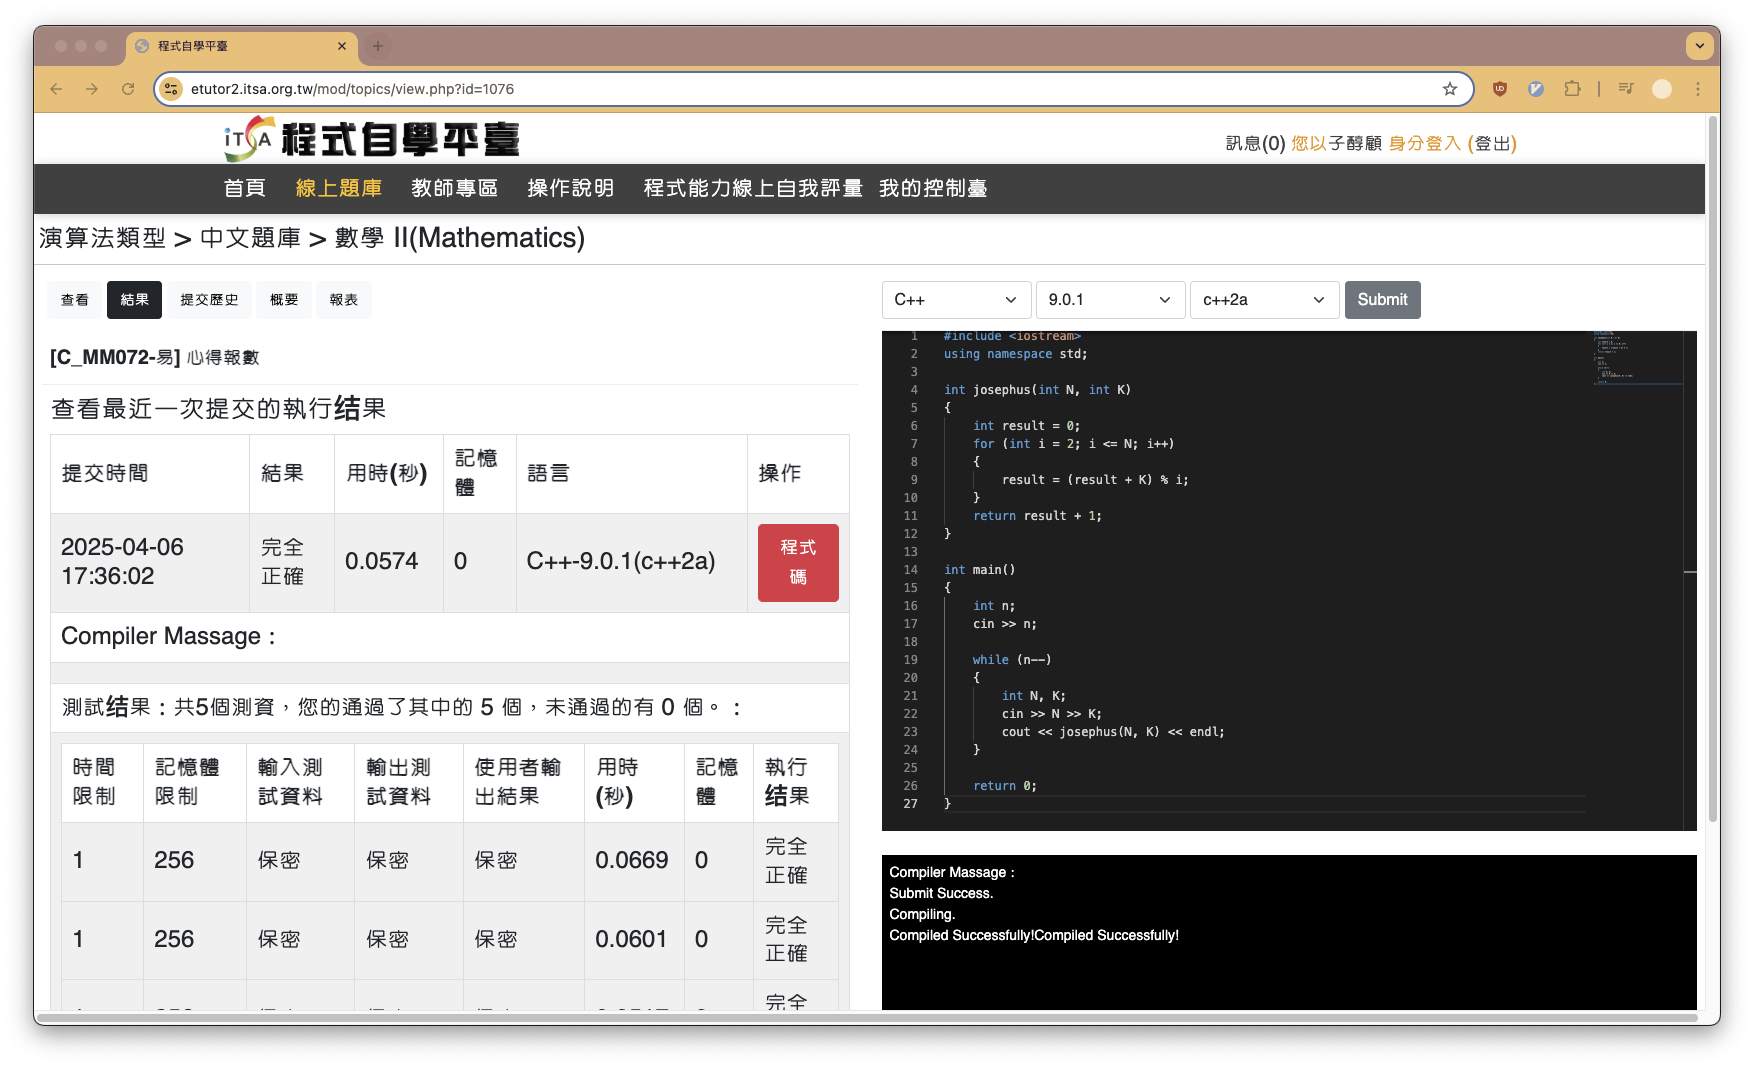 程式自學平臺
etutor2.itsa.org.tw/mod/topics/view.php?id=1076
iTSA 程式自學平臺
訊息(0) 您以子醇顧 身分登入 (登出)
首頁 線上題庫 教師專區 操作說明 程式能力線上自我評量 我的控制臺
演算法類型 > 中文題庫 > 數學 II(Mathematics)
查看 結果 提交歷史 概要 報表
[C_MM072-易] 心得報數
查看最近一次提交的執行结果
提交時間 結果 用時(秒) 記憶體 語言 操作
2025-04-06 17:36:02 完全正確 0.0574 0 C++-9.0.1(c++2a) 程式碼
Compiler Massage :
測試结果：共5個測資，您的通過了其中的 5 個，未通過的有 0 個。：
時間限制 記憶體限制 輸入測試資料 輸出測試資料 使用者輸出結果 用時(秒) 記憶體 執行结果
1 256 保密 保密 保密 0.0669 0 完全正確
1 256 保密 保密 保密 0.0601 0 完全正確
完全
C++ 9.0.1 c++2a Submit
1 #include <iostream>
2 using namespace std;
3
4 int josephus(int N, int K)
5 {
6 int result = 0;
7 for (int i = 2; i <= N; i++)
8 {
9 result = (result + K) % i;
10 }
11 return result + 1;
12 }
13
14 int main()
15 {
16 int n;
17 cin >> n;
18
19 while (n--)
20 {
21 int N, K;
22 cin >> N >> K;
23 cout << josephus(N, K) << endl;
24 }
25
26 return 0;
27 }
Compiler Massage :
Submit Success.
Compiling.
Compiled Successfully!Compiled Successfully!